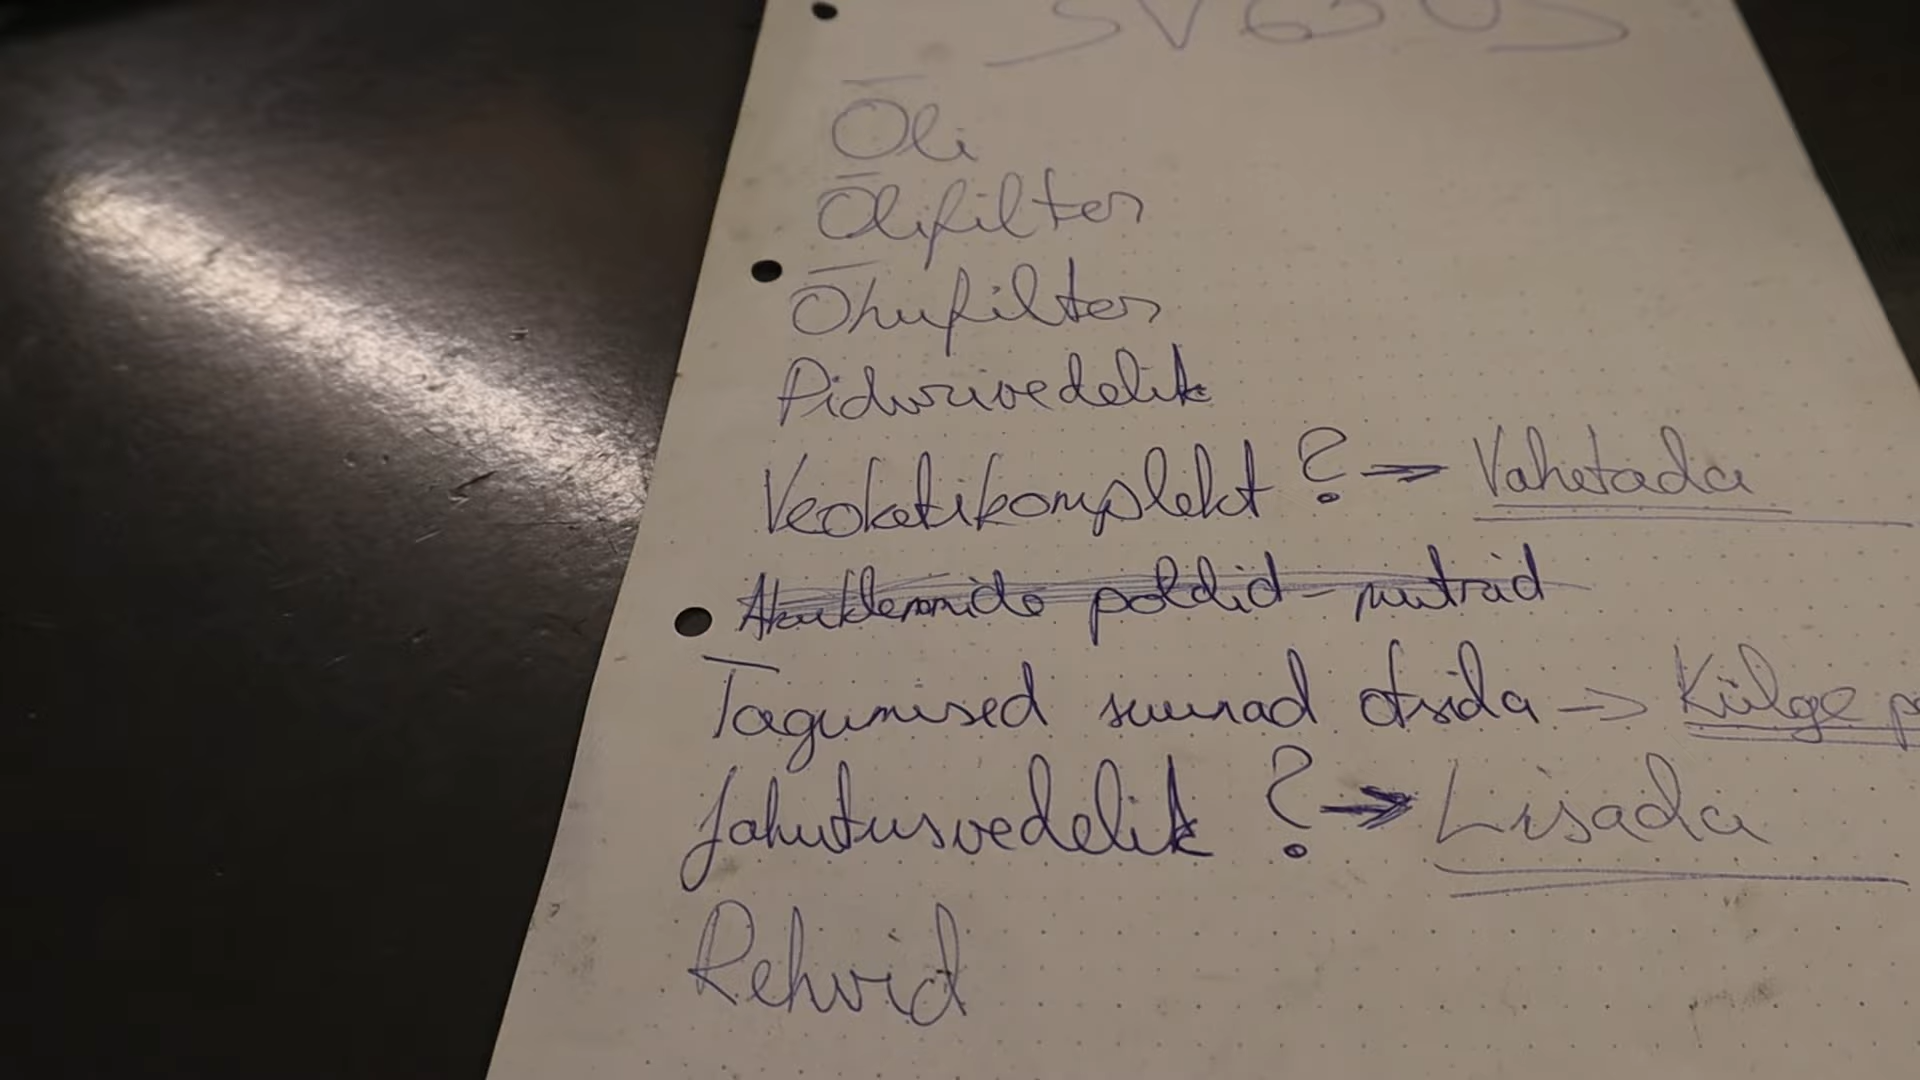 SV650S
Õli
Õlifilter
Õhufilter
Pidurivedelik
Veoketikomplekt ? → Vahetada
Akuklemmide poldid-mutrid
Tagumised suunad otsida → Külge
Jahutusvedelik ? → Lisada
Rehvid